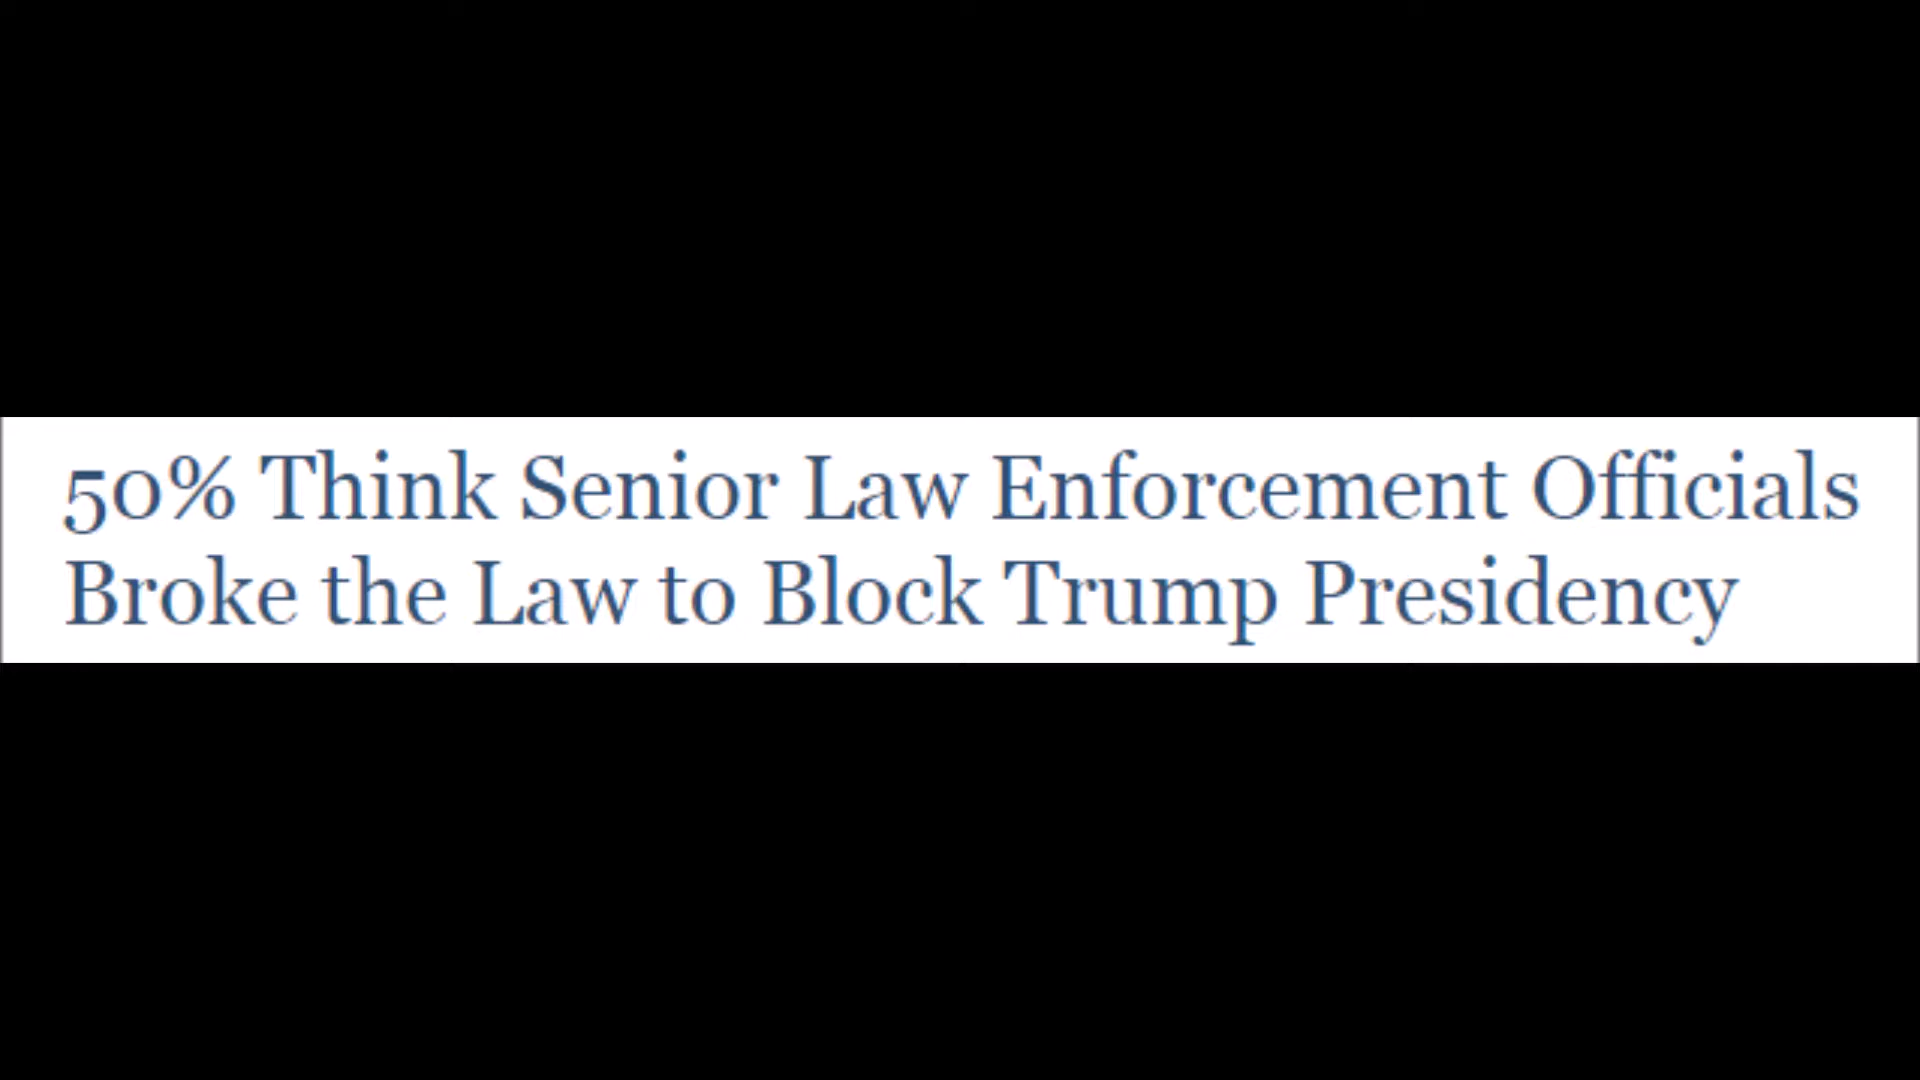 50% Think Senior Law Enforcement Officials
Broke the Law to Block Trump Presidency